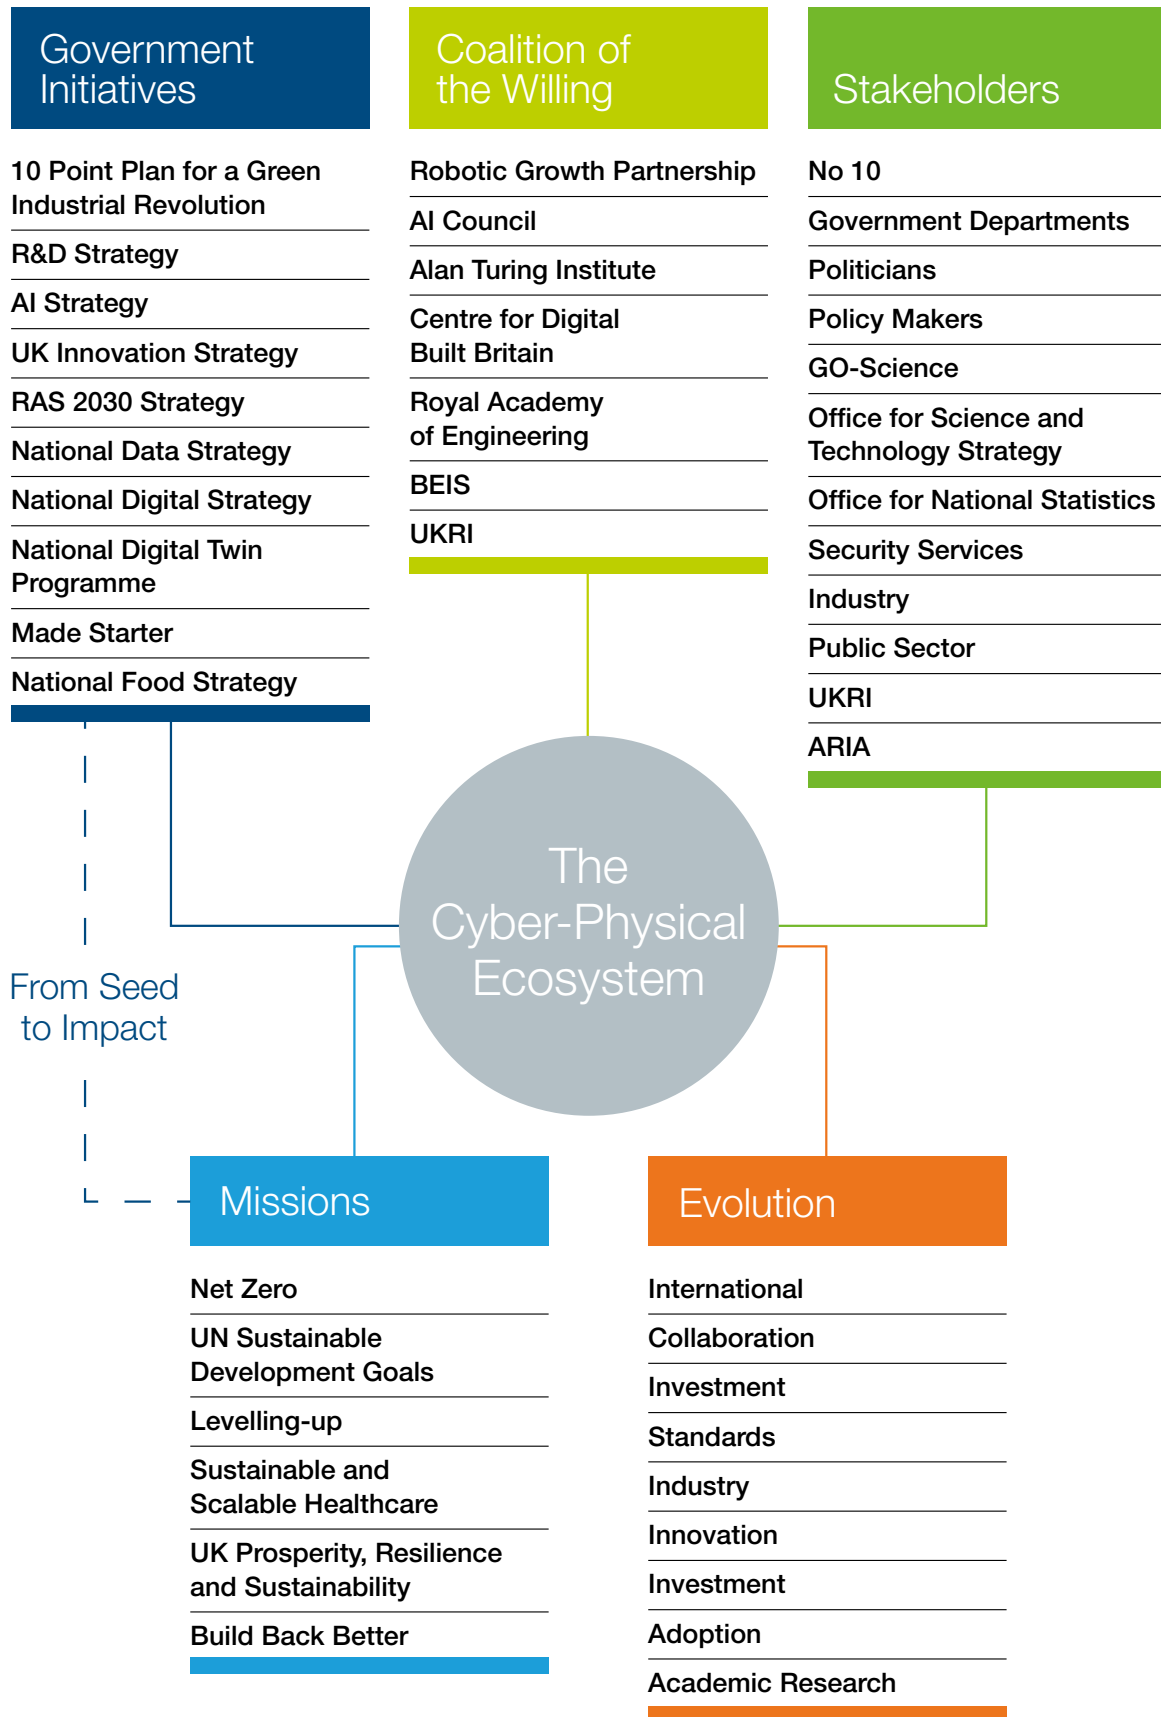 Government
Initiatives
10 Point Plan for a Green
Industrial Revolution
R&D Strategy
AI Strategy
UK Innovation Strategy
RAS 2030 Strategy
National Data Strategy
National Digital Strategy
National Digital Twin
Programme
Made Starter
National Food Strategy
Coalition of
the Willing
Robotic Growth Partnership
AI Council
Alan Turing Institute
Centre for Digital
Built Britain
Royal Academy
of Engineering
BEIS
UKRI
Stakeholders
No 10
Government Departments
Politicians
Policy Makers
GO-Science
Office for Science and
Technology Strategy
Office for National Statistics
Security Services
Industry
Public Sector
UKRI
ARIA
The
Cyber-Physical
Ecosystem
From Seed
to Impact
Missions
Net Zero
UN Sustainable
Development Goals
Levelling-up
Sustainable and
Scalable Healthcare
UK Prosperity, Resilience
and Sustainability
Build Back Better
Evolution
International
Collaboration
Investment
Standards
Industry
Innovation
Investment
Adoption
Academic Research